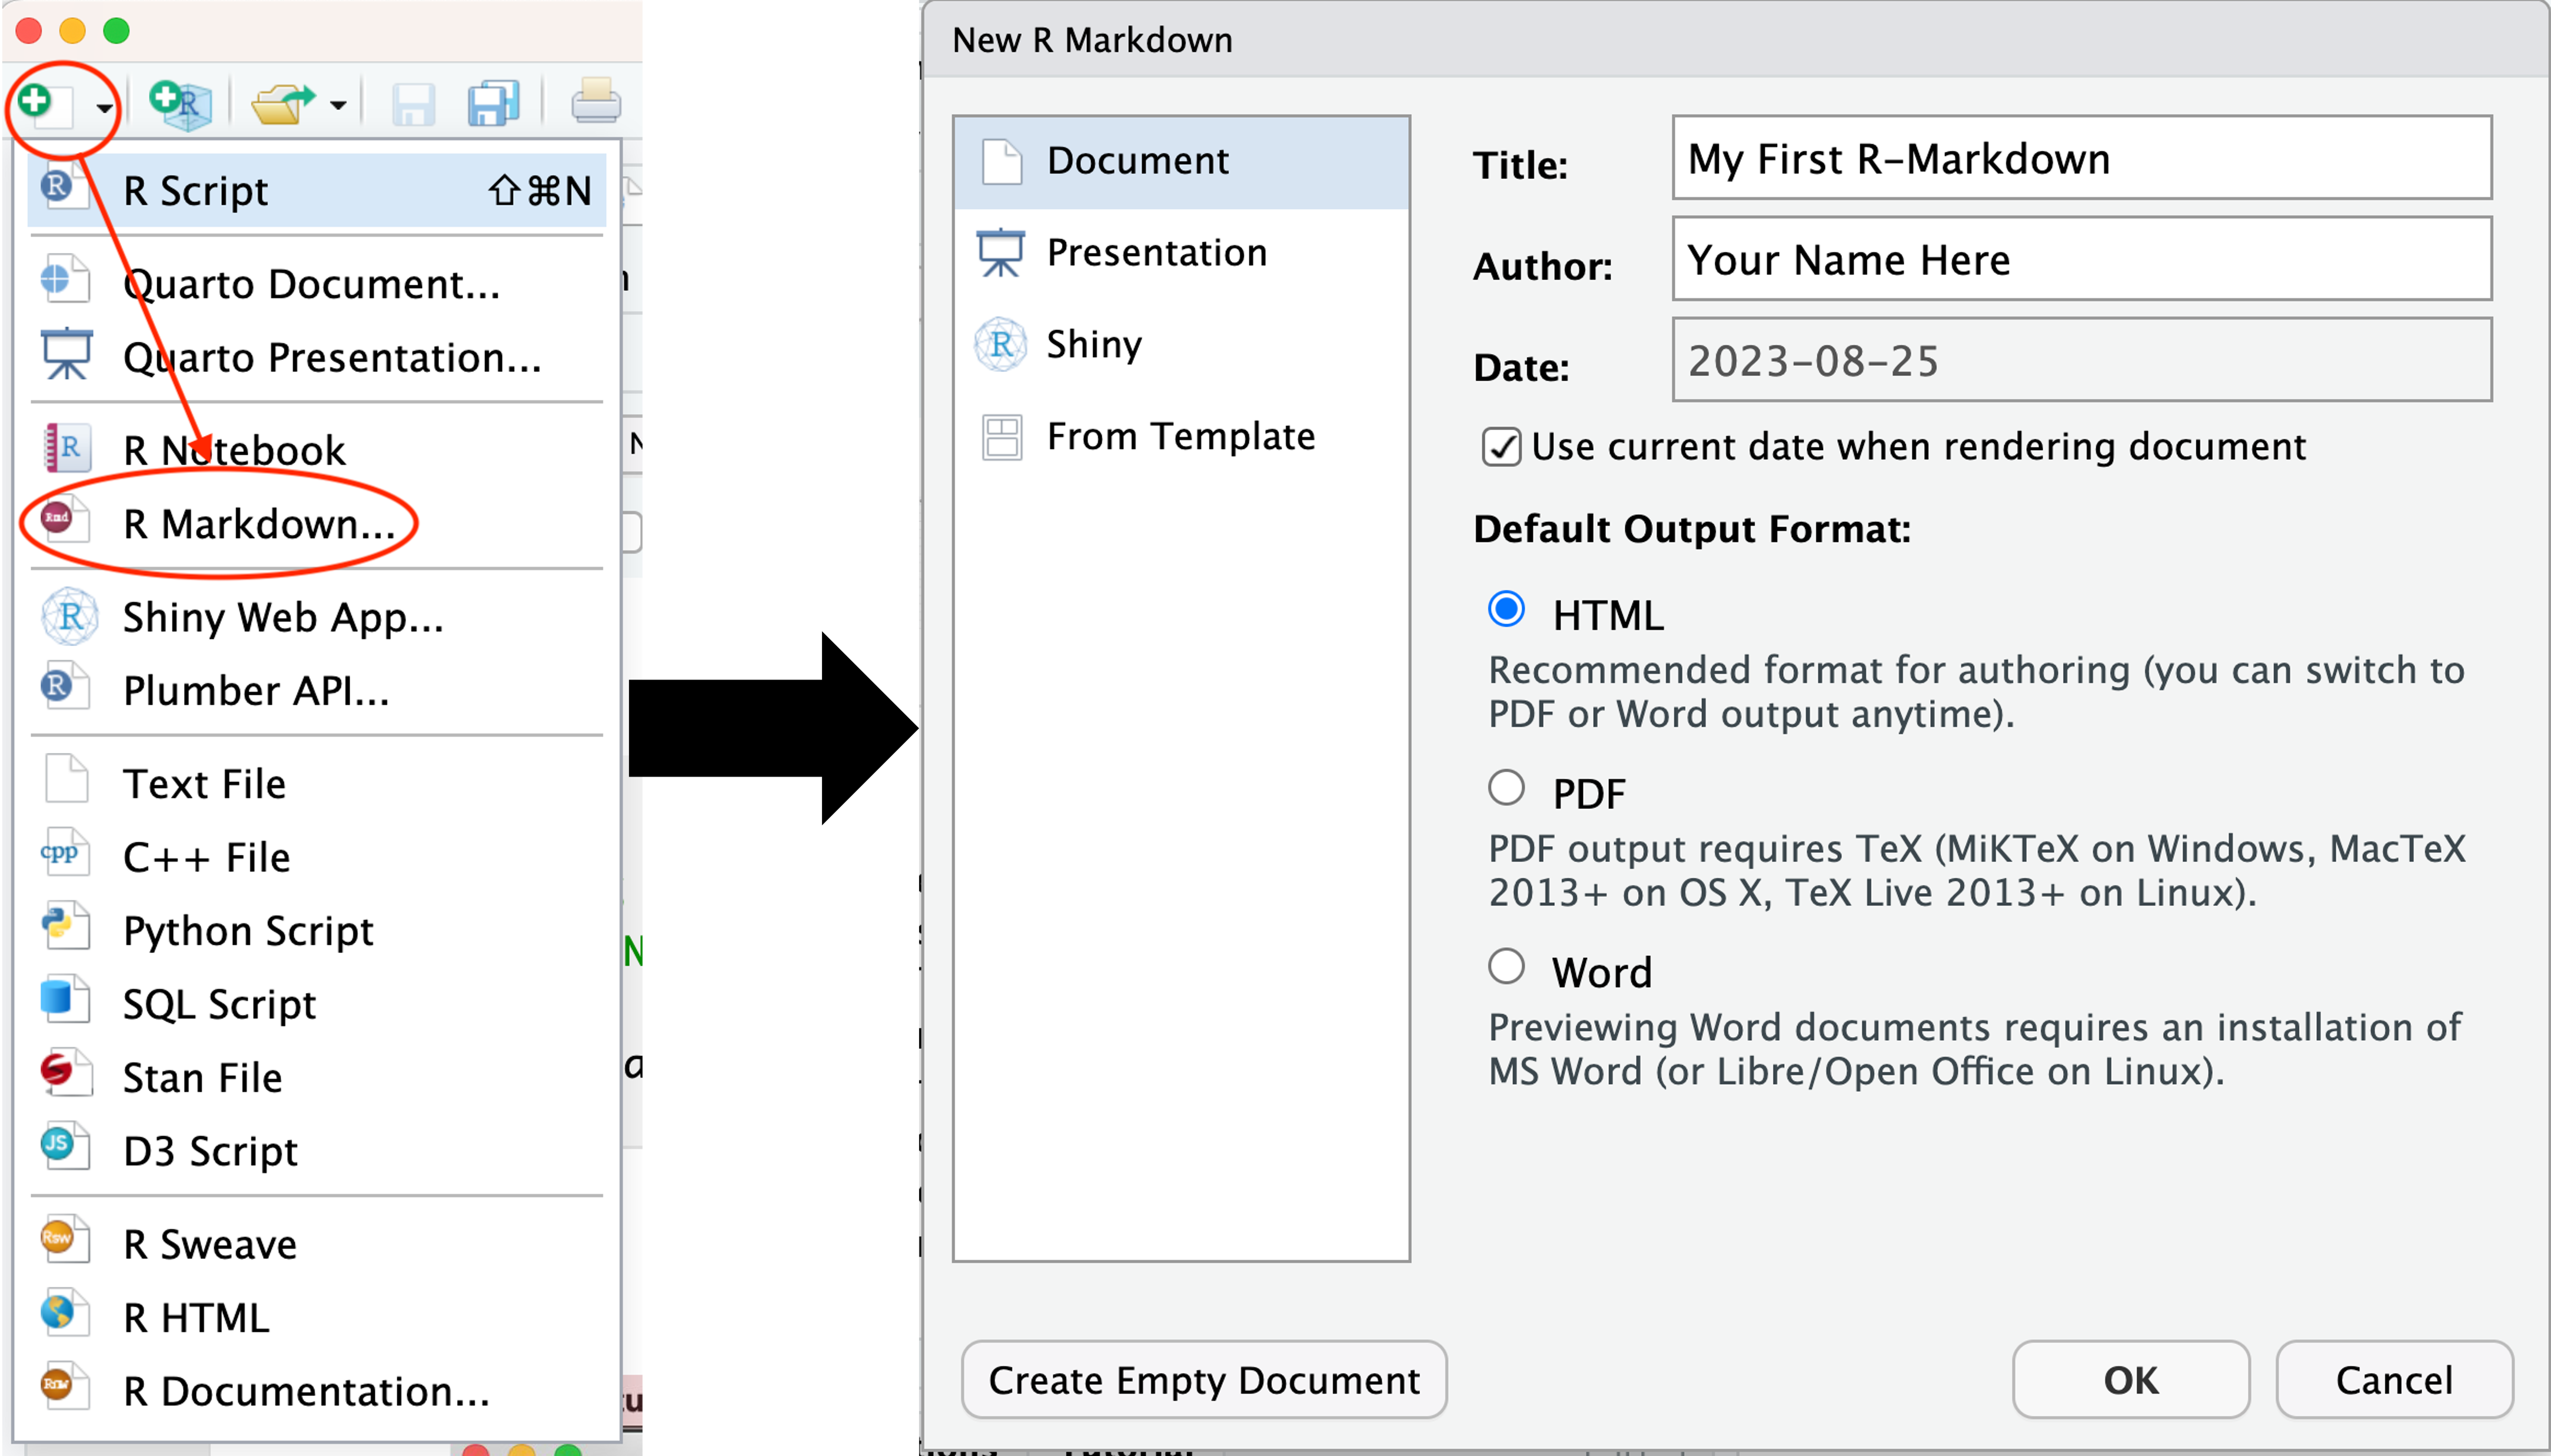 R Script ⇧⌘N
Quarto Document...
Quarto Presentation...
R Notebook
R Markdown...
Shiny Web App...
Plumber API...
Text File
C++ File
Python Script
SQL Script
Stan File
D3 Script
R Sweave
R HTML
R Documentation...
New R Markdown
Document
Presentation
Shiny
From Template
Title: My First R-Markdown
Author: Your Name Here
Date: 2023-08-25
Use current date when rendering document
Default Output Format:
HTML
Recommended format for authoring (you can switch to
PDF or Word output anytime).
PDF
PDF output requires TeX (MiKTeX on Windows, MacTeX
2013+ on OS X, TeX Live 2013+ on Linux).
Word
Previewing Word documents requires an installation of
MS Word (or Libre/Open Office on Linux).
Create Empty Document
OK
Cancel